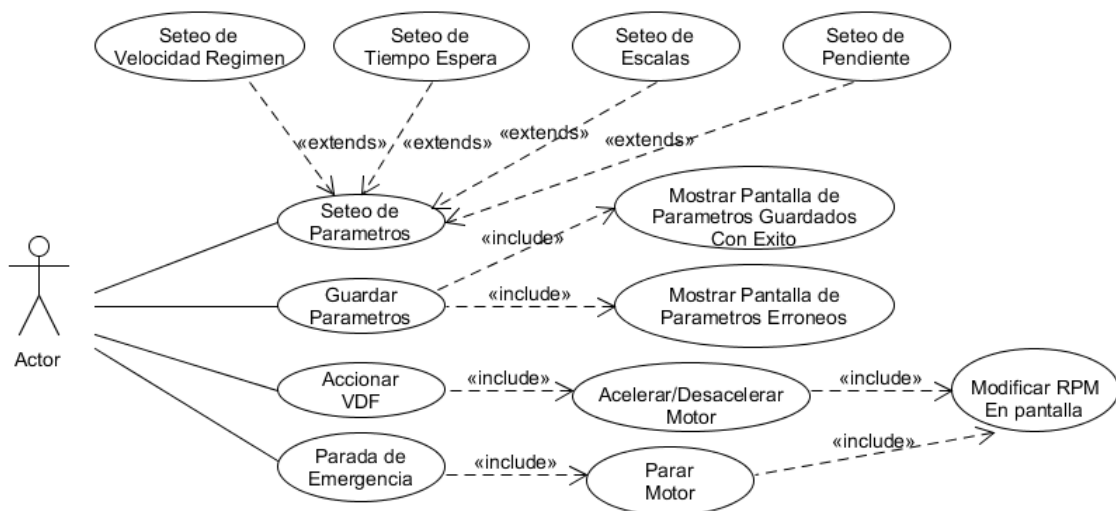 Seteo de
Velocidad Regimen
Seteo de
Tiempo Espera
Seteo de
Escalas
Seteo de
Pendiente
«extends»
«extends»
«extends»
«extends»
Seteo de
Parametros
Mostrar Pantalla de
Parametros Guardados
Con Exito
«include»
Guardar
Parametros
«include»
Mostrar Pantalla de
Parametros Erroneos
Actor
Accionar
VDF
«include»
Acelerar/Desacelerar
Motor
«include»
Modificar RPM
En pantalla
Parada de
Emergencia
«include»
Parar
Motor
«include»